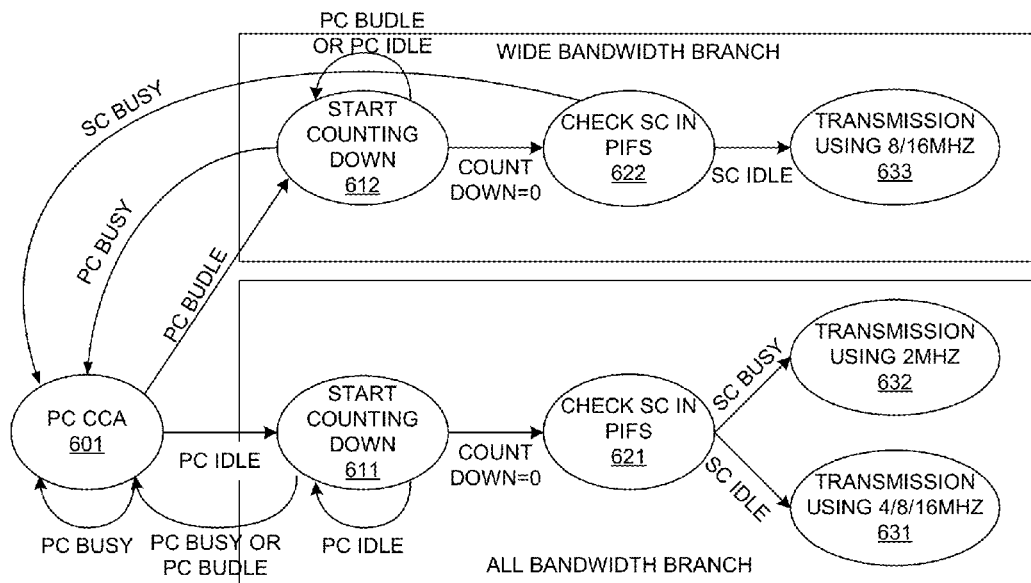 PC BUDLE
OR PC IDLE
WIDE BANDWIDTH BRANCH
SC BUSY
START
COUNTING
DOWN
612
COUNT
DOWN=0
CHECK SC IN
PIFS
622
SC IDLE
TRANSMISSION
USING 8/16MHZ
633
PC BUSY
PC BUDLE
PC CCA
601
PC BUSY
PC IDLE
PC BUSY OR
PC BUDLE
START
COUNTING
DOWN
611
PC IDLE
COUNT
DOWN=0
CHECK SC IN
PIFS
621
SC BUSY
SC IDLE
TRANSMISSION
USING 2MHZ
632
TRANSMISSION
USING 4/8/16MHZ
631
ALL BANDWIDTH BRANCH